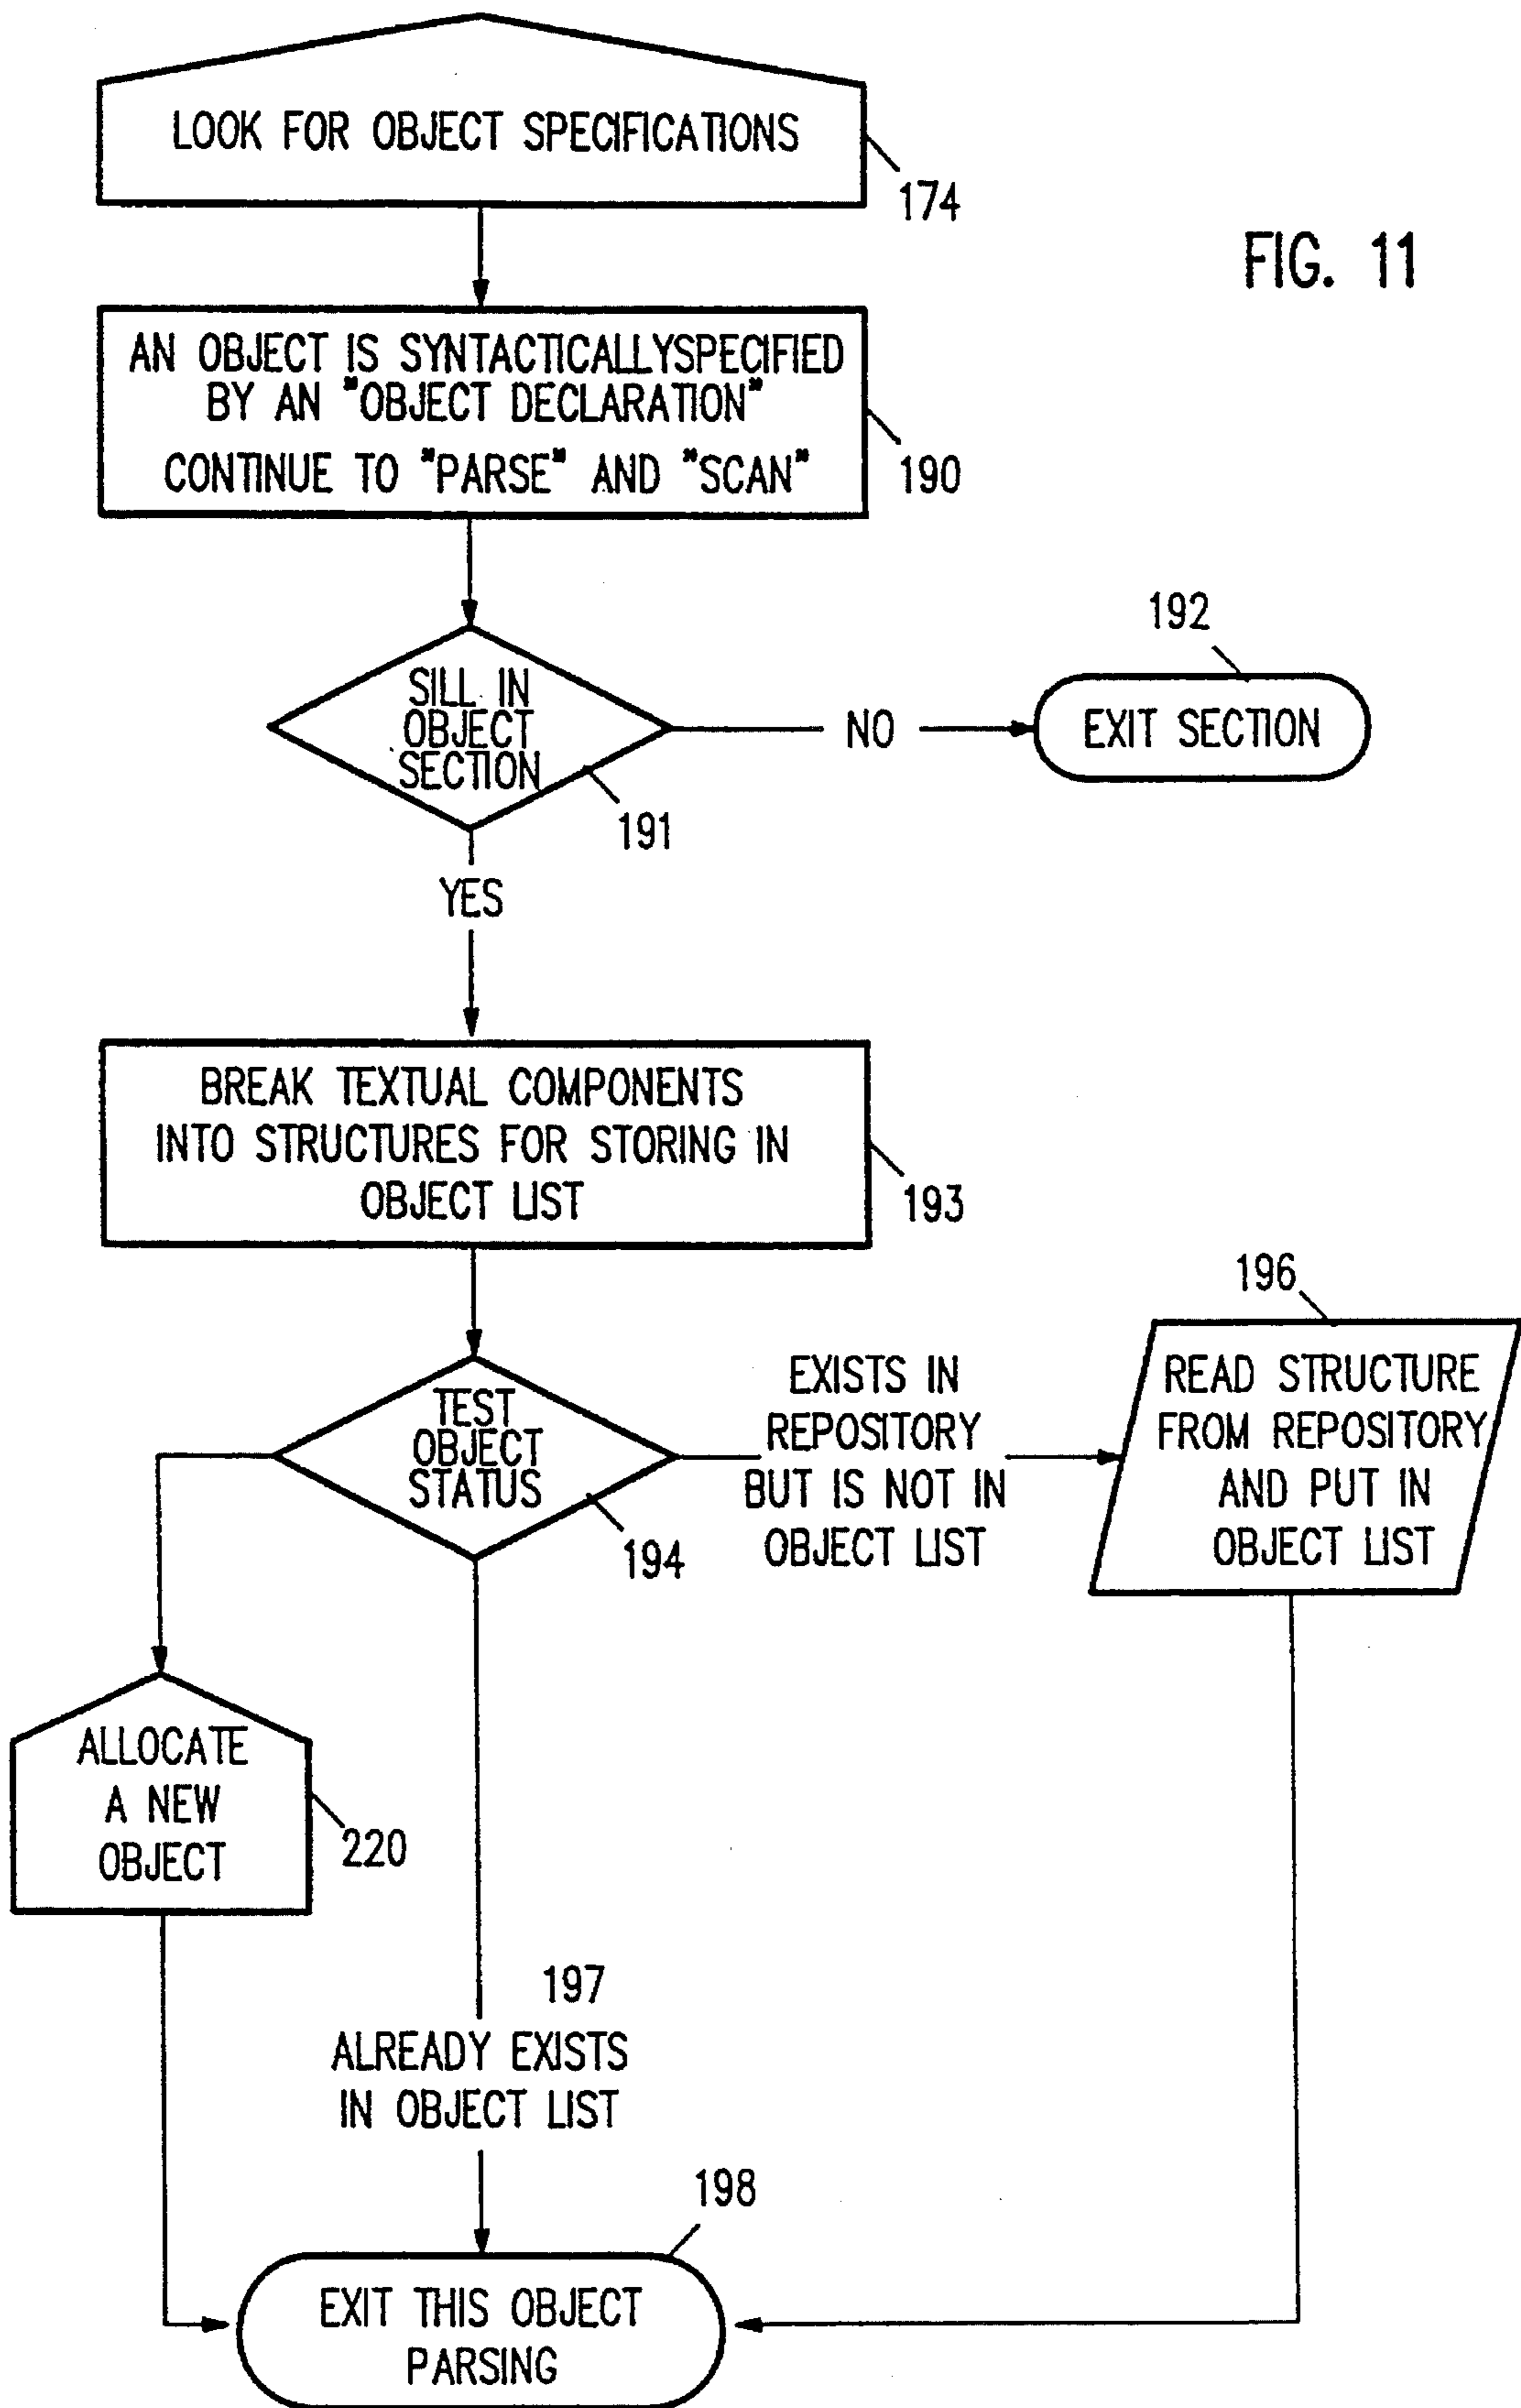 LOOK FOR OBJECT SPECIFICATIONS
174
FIG. 11
AN OBJECT IS SYNTACTICALLYSPECIFIED
BY AN "OBJECT DECLARATION"
CONTINUE TO "PARSE" AND "SCAN"
190
SILL IN
OBJECT
SECTION
191
NO
192
EXIT SECTION
YES
BREAK TEXTUAL COMPONENTS
INTO STRUCTURES FOR STORING IN
OBJECT LIST
193
TEST
OBJECT
STATUS
194
EXISTS IN
REPOSITORY
BUT IS NOT IN
OBJECT LIST
196
READ STRUCTURE
FROM REPOSITORY
AND PUT IN
OBJECT LIST
ALLOCATE
A NEW
OBJECT
220
197
ALREADY EXISTS
IN OBJECT LIST
198
EXIT THIS OBJECT
PARSING